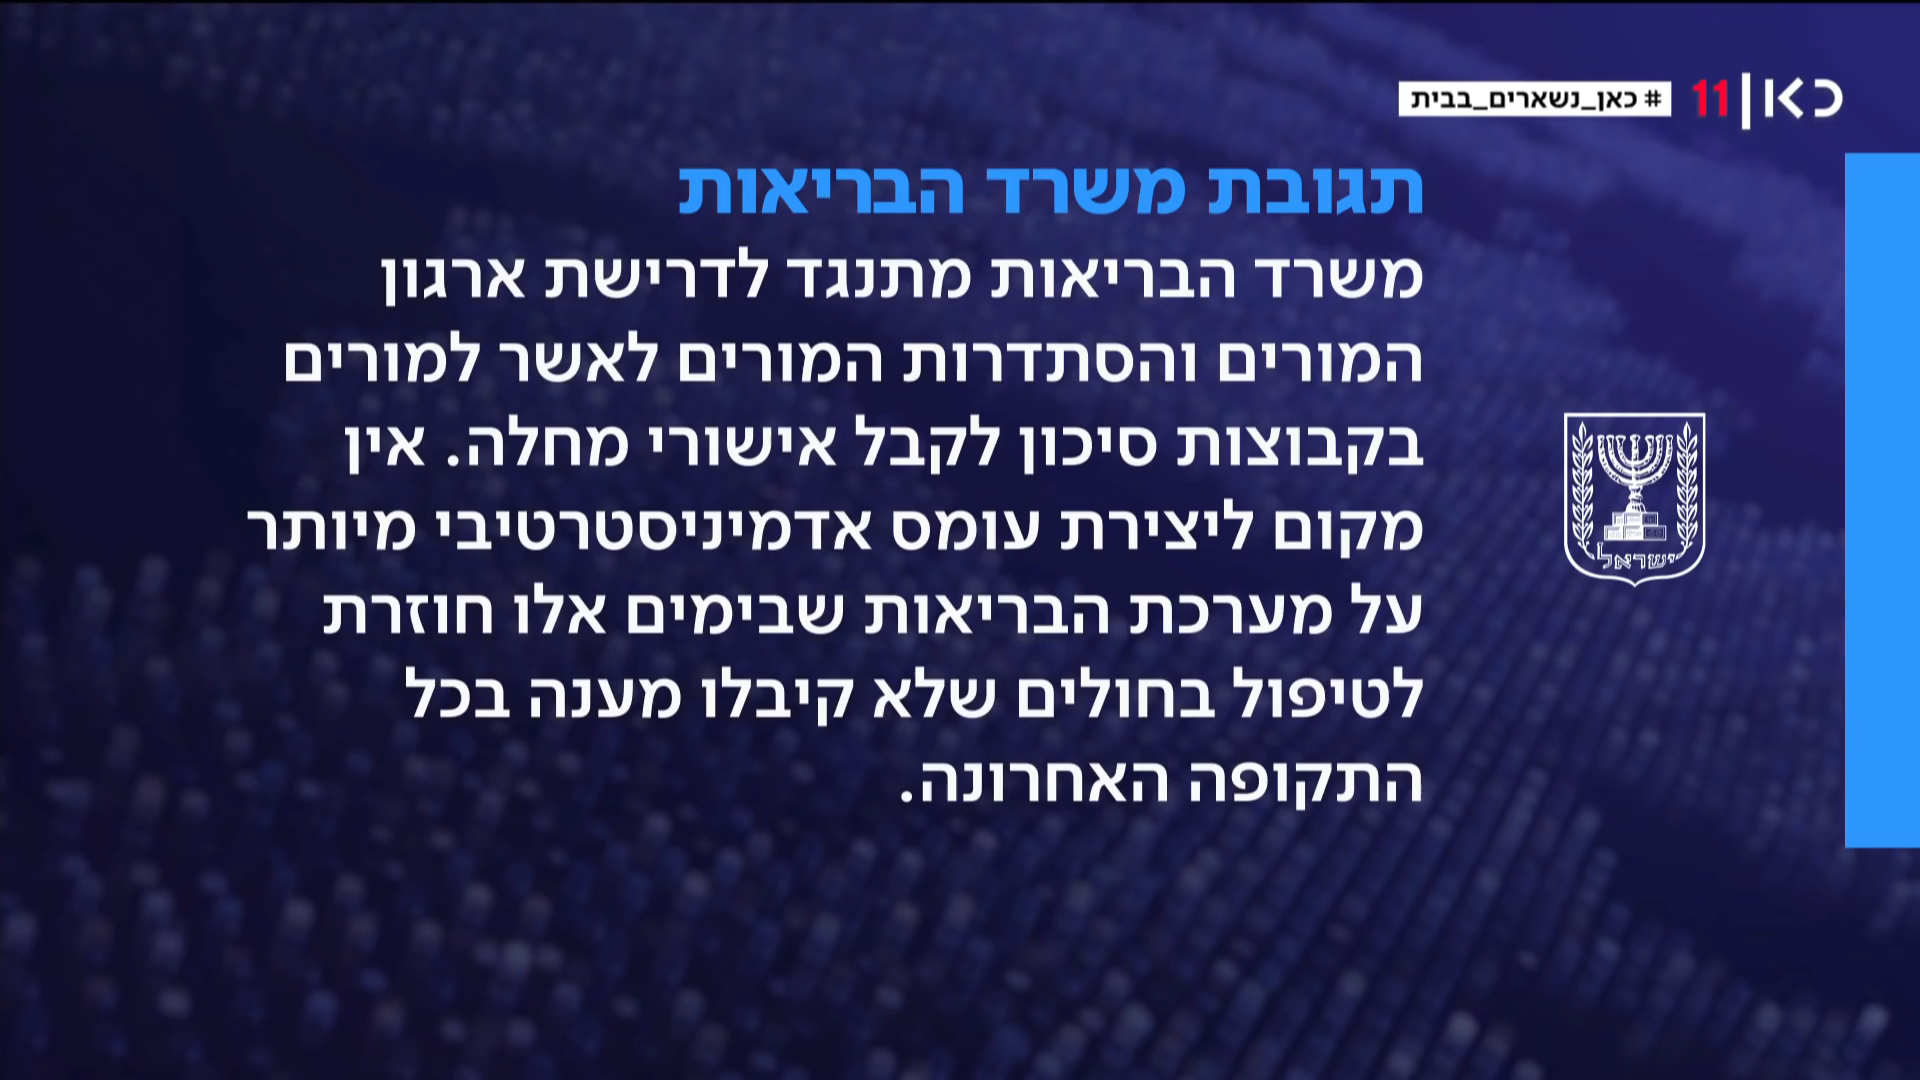 # כאן_נשארים_בבית
כאן | 11
תגובת משרד הבריאות
משרד הבריאות מתנגד לדרישת ארגון
המורים והסתדרות המורים לאשר למורים
בקבוצות סיכון לקבל אישורי מחלה. אין
מקום ליצירת עומס אדמיניסטרטיבי מיותר
על מערכת הבריאות שבימים אלו חוזרת
לטיפול בחולים שלא קיבלו מענה בכל
התקופה האחרונה.
ישראל